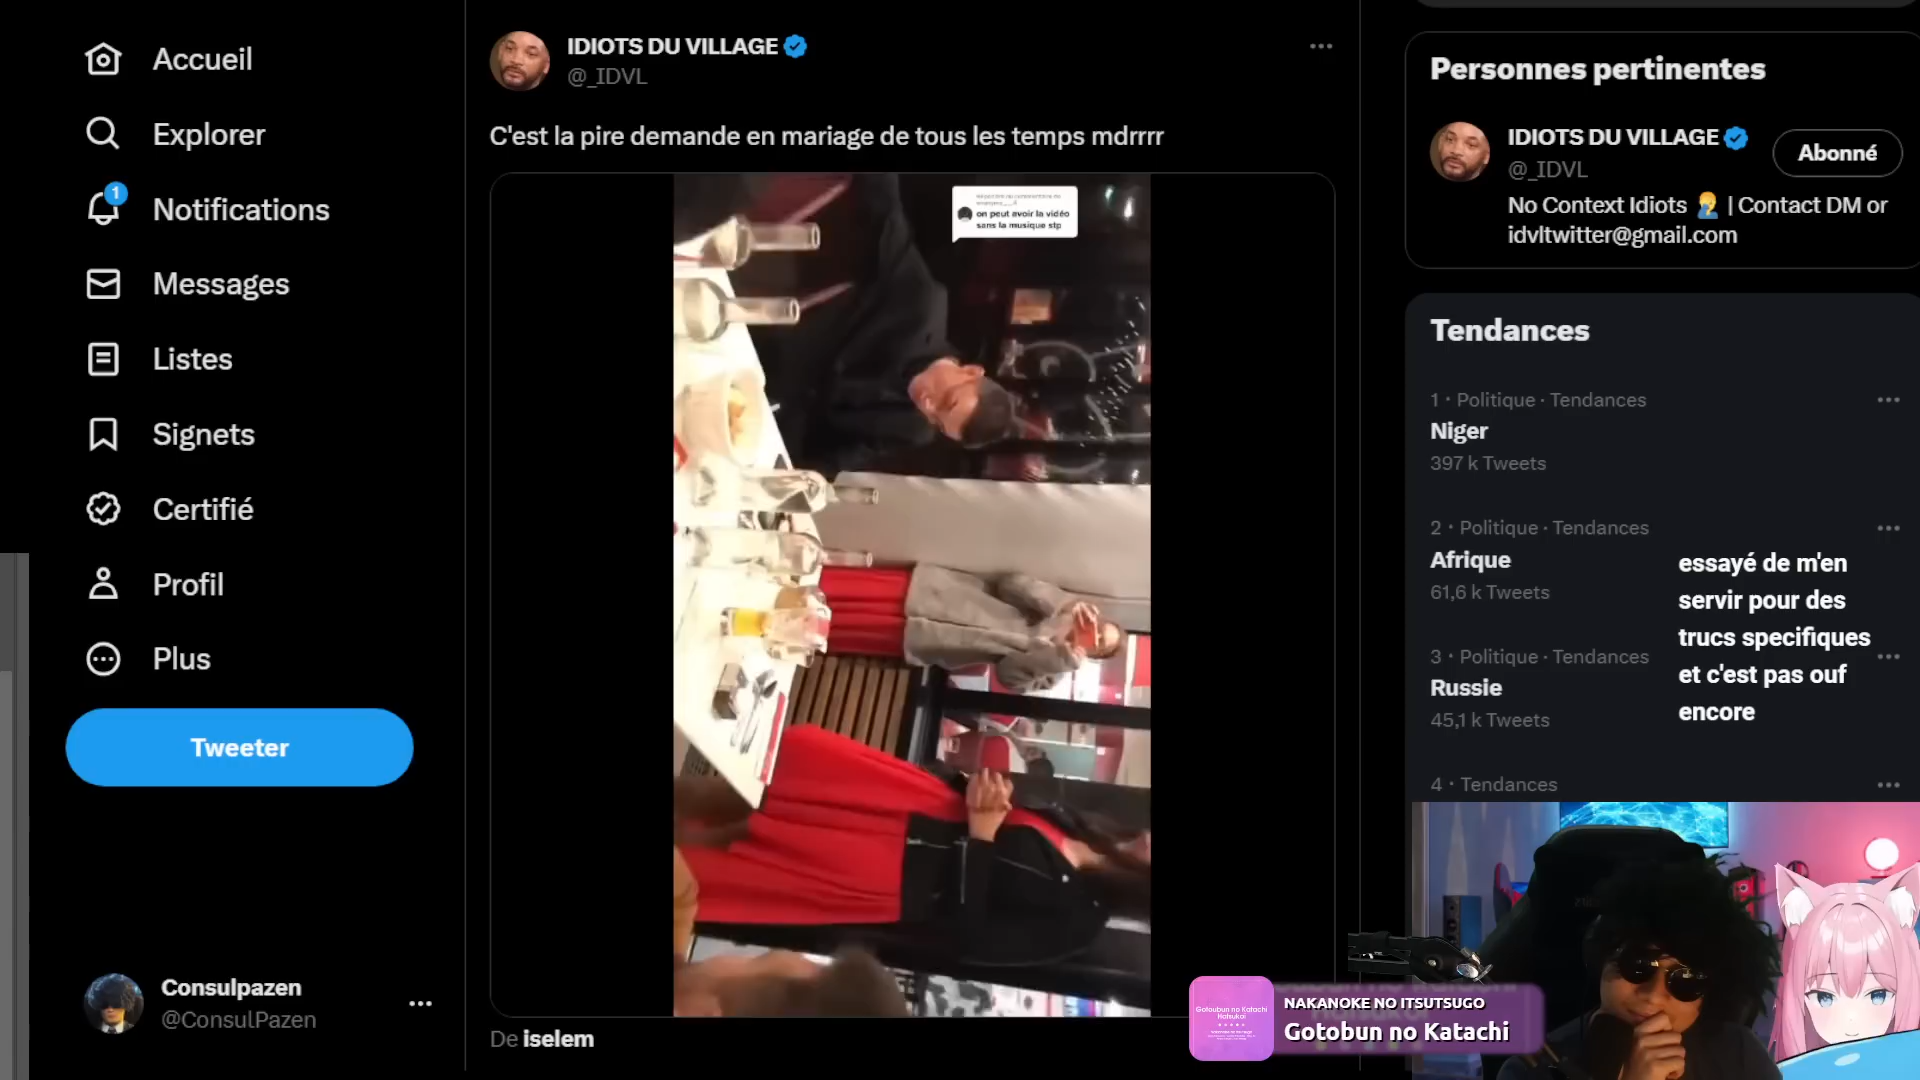 Accueil
Explorer
1
Notifications
Messages
Listes
Signets
Certifié
Profil
Plus
Tweeter
Consulpazen
@ConsulPazen
IDIOTS DU VILLAGE
@_IDVL
C'est la pire demande en mariage de tous les temps mdrrrr
on peut avoir la vidéo
sans la musique stp
De iselem
Personnes pertinentes
IDIOTS DU VILLAGE
@_IDVL
Abonné
No Context Idiots 🤦‍♂️ | Contact DM or
idvltwitter@gmail.com
Tendances
1 · Politique · Tendances
Niger
397 k Tweets
2 · Politique · Tendances
Afrique
61,6 k Tweets
3 · Politique · Tendances
Russie
45,1 k Tweets
4 · Tendances
essayé de m'en
servir pour des
trucs specifiques
et c'est pas ouf
encore
Gotoubun no Katachi
NAKANOKE NO ITSUTSUGO
Gotobun no Katachi